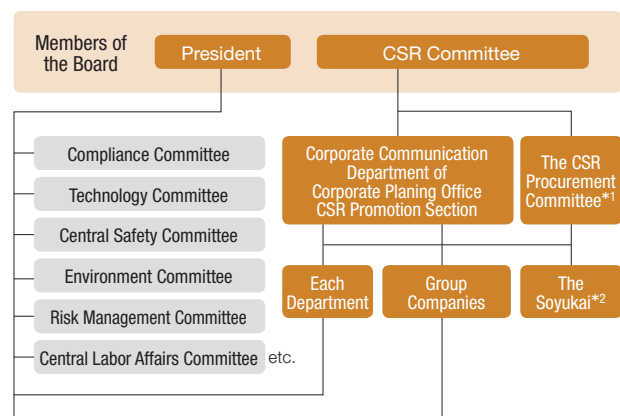 Members of
the Board
President
CSR Committee
Compliance Committee
Technology Committee
Central Safety Committee
Environment Committee
Risk Management Committee
Central Labor Affairs Committee etc.
Corporate Communication
Department of
Corporate Planing Office
CSR Promotion Section
The CSR
Procurement
Committee*1
Each
Department
Group
Companies
The
Soyukai*2